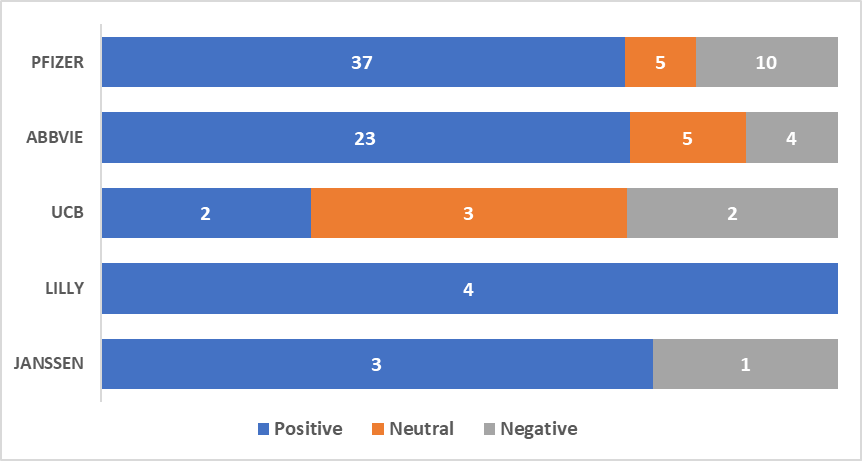 PFIZER 37 5 10
ABBVIE 23 5 4
UCB 2 3 2
LILLY 4
JANSSEN 3 1
Positive Neutral Negative